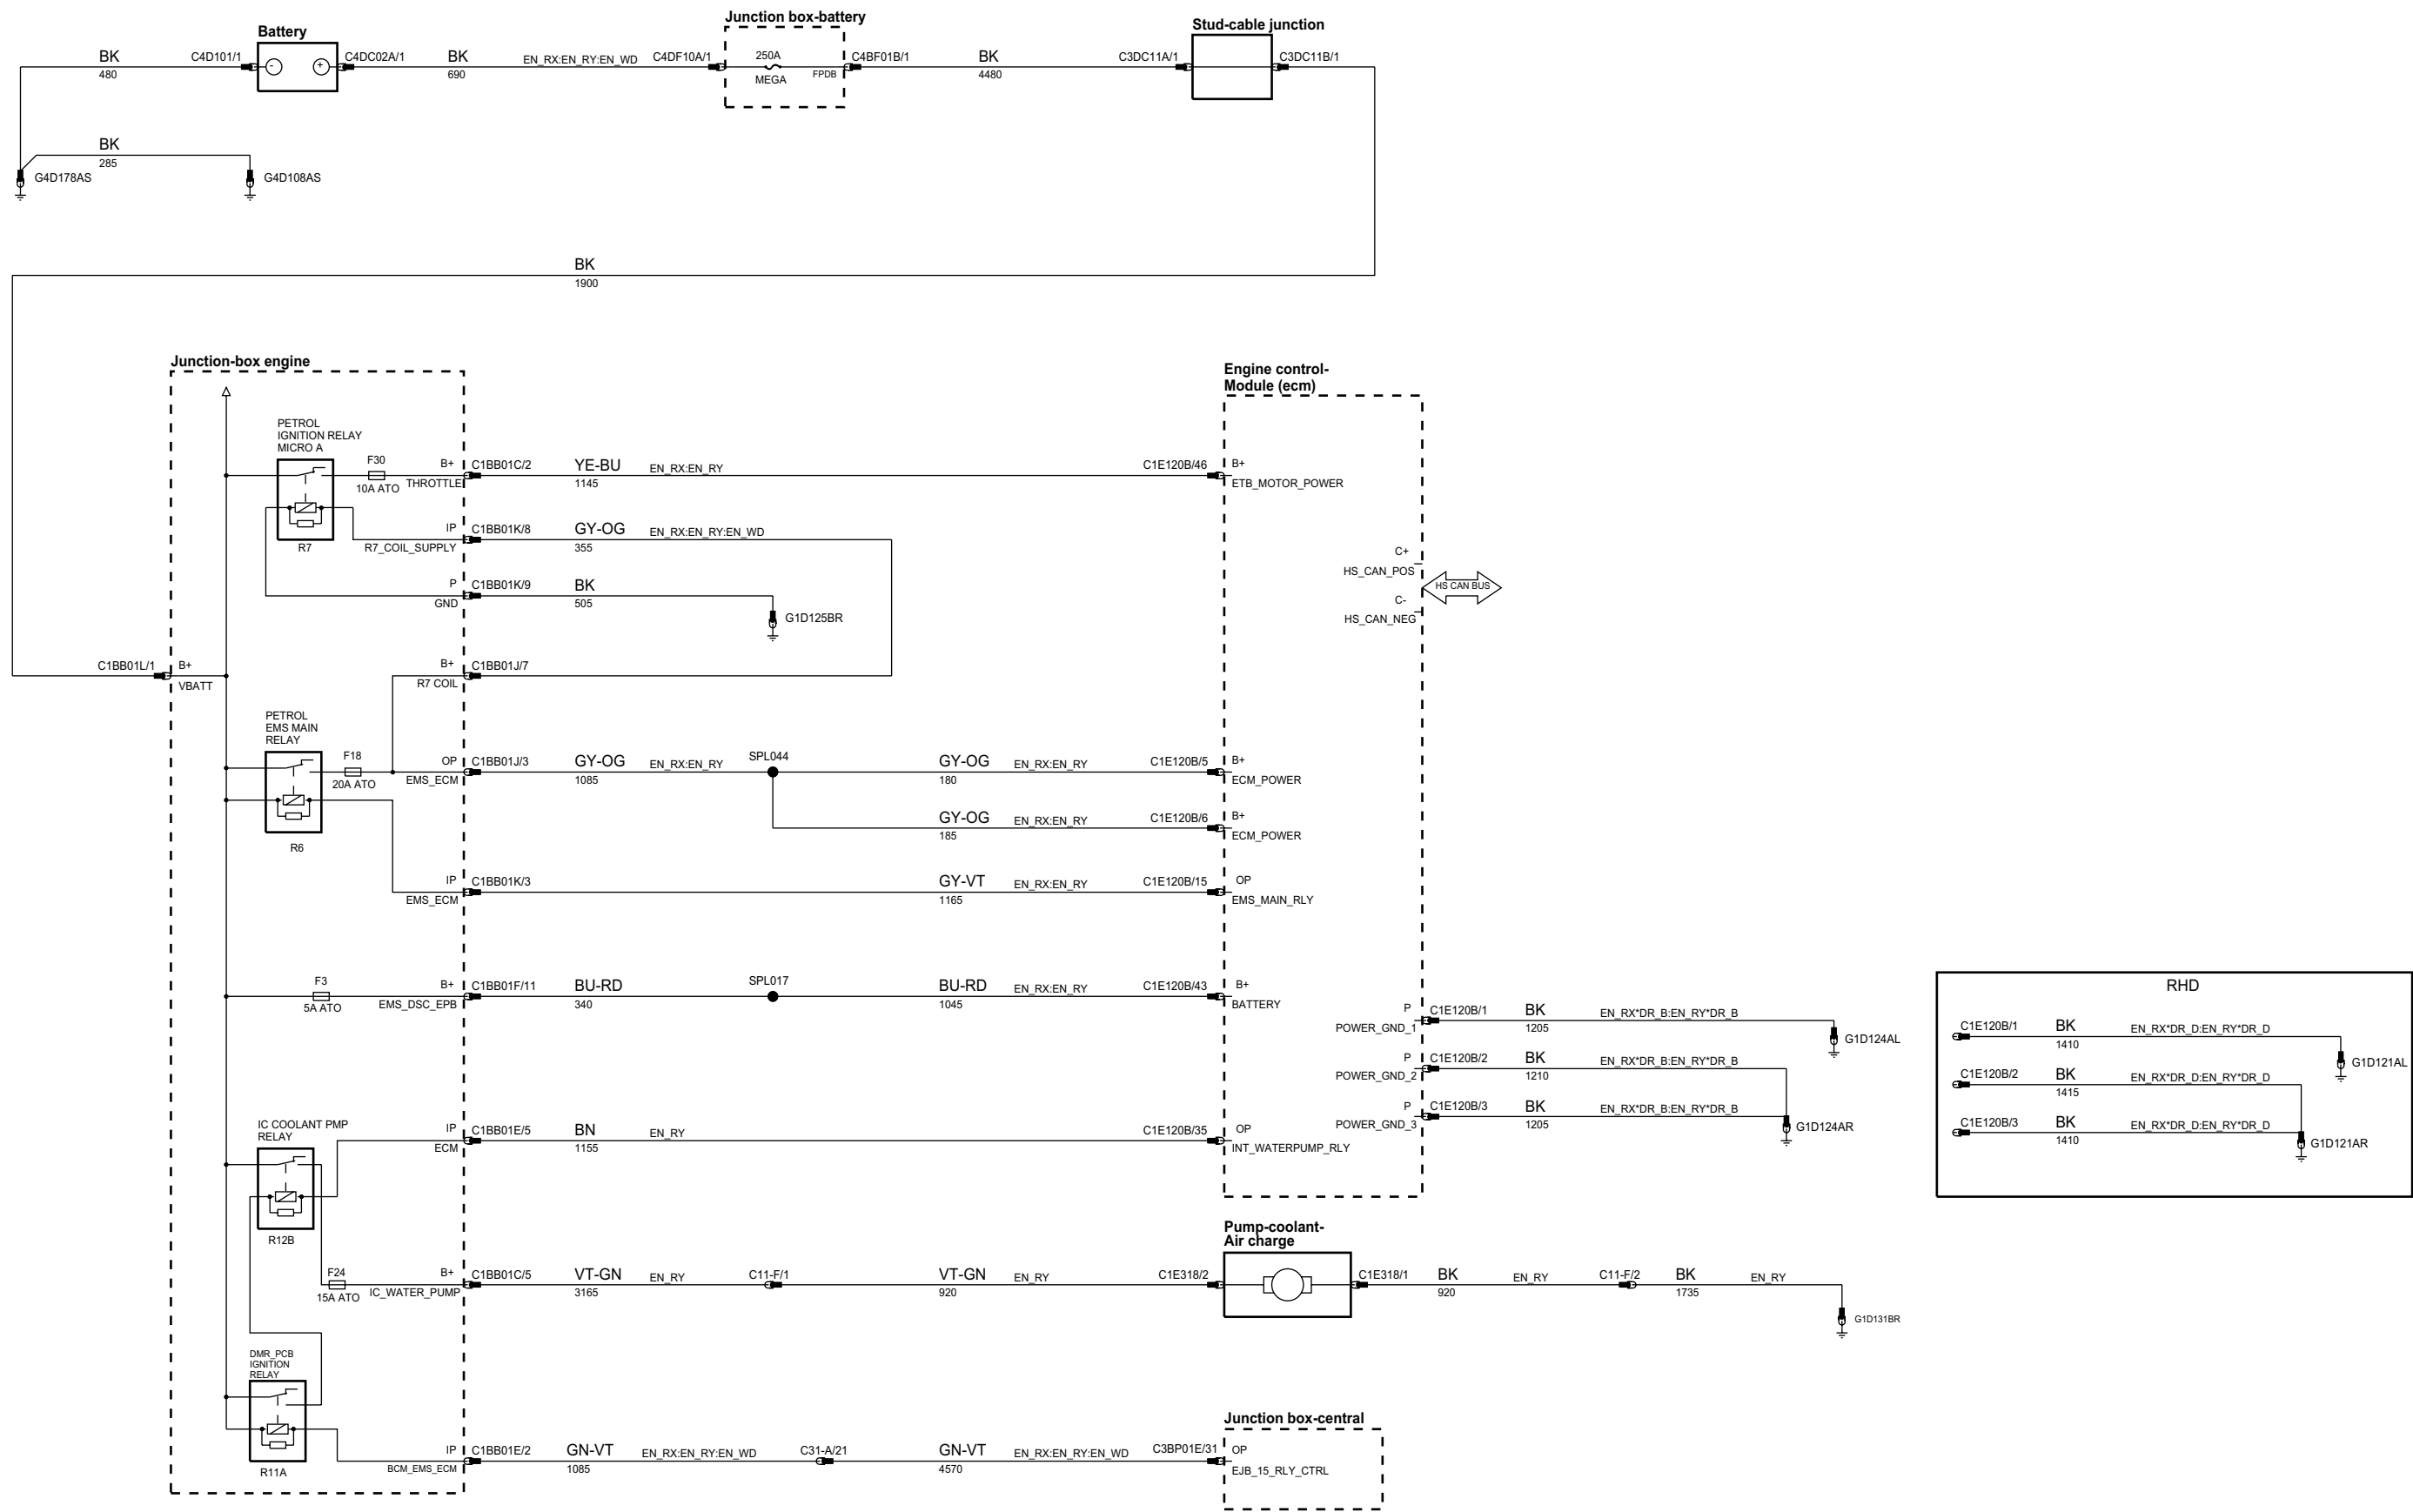 Junction box-battery
Battery
Stud-cable junction
BK
480
C4D101/1
-
+
C4DC02A/1
BK
690
EN_RX:EN_RY:EN_WD
C4DF10A/1
250A
MEGA
FPDB
C4BF01B/1
BK
4480
C3DC11A/1
C3DC11B/1
BK
285
G4D178AS
G4D108AS
BK
1900
Junction-box engine
Engine control-
Module (ecm)
PETROL
IGNITION RELAY
MICRO A
F30
10A ATO
B+
THROTTLE
C1BB01C/2
YE-BU
1145
EN_RX:EN_RY
C1E120B/46
B+
ETB_MOTOR_POWER
R7
IP
R7_COIL_SUPPLY
C1BB01K/8
GY-OG
355
EN_RX:EN_RY:EN_WD
C+
HS_CAN_POS
HS CAN BUS
C-
HS_CAN_NEG
P
GND
C1BB01K/9
BK
505
G1D125BR
C1BB01L/1
B+
VBATT
B+
R7 COIL
C1BB01J/7
PETROL
EMS MAIN
RELAY
F18
20A ATO
OP
EMS_ECM
C1BB01J/3
GY-OG
1085
EN_RX:EN_RY
SPL044
GY-OG
180
EN_RX:EN_RY
C1E120B/5
B+
ECM_POWER
GY-OG
185
EN_RX:EN_RY
C1E120B/6
B+
ECM_POWER
R6
IP
EMS_ECM
C1BB01K/3
GY-VT
1165
EN_RX:EN_RY
C1E120B/15
OP
EMS_MAIN_RLY
F3
5A ATO
B+
EMS_DSC_EPB
C1BB01F/11
BU-RD
340
SPL017
BU-RD
1045
EN_RX:EN_RY
C1E120B/43
B+
BATTERY
P
POWER_GND_1
C1E120B/1
BK
1205
EN_RX*DR_B:EN_RY*DR_B
G1D124AL
P
POWER_GND_2
C1E120B/2
BK
1210
EN_RX*DR_B:EN_RY*DR_B
P
POWER_GND_3
C1E120B/3
BK
1205
EN_RX*DR_B:EN_RY*DR_B
G1D124AR
RHD
C1E120B/1
BK
1410
EN_RX*DR_D:EN_RY*DR_D
G1D121AL
C1E120B/2
BK
1415
EN_RX*DR_D:EN_RY*DR_D
C1E120B/3
BK
1410
EN_RX*DR_D:EN_RY*DR_D
G1D121AR
IC COOLANT PMP
RELAY
IP
ECM
C1BB01E/5
BN
1155
EN_RY
C1E120B/35
OP
INT_WATERPUMP_RLY
R12B
Pump-coolant-
Air charge
F24
15A ATO
B+
IC_WATER_PUMP
C1BB01C/5
VT-GN
3165
EN_RY
C11-F/1
VT-GN
920
EN_RY
C1E318/2
C1E318/1
BK
920
EN_RY
C11-F/2
BK
1735
EN_RY
G1D131BR
DMR_PCB
IGNITION
RELAY
R11A
Junction box-central
IP
BCM_EMS_ECM
C1BB01E/2
GN-VT
1085
EN_RX:EN_RY:EN_WD
C31-A/21
GN-VT
4570
EN_RX:EN_RY:EN_WD
C3BP01E/31
OP
EJB_15_RLY_CTRL